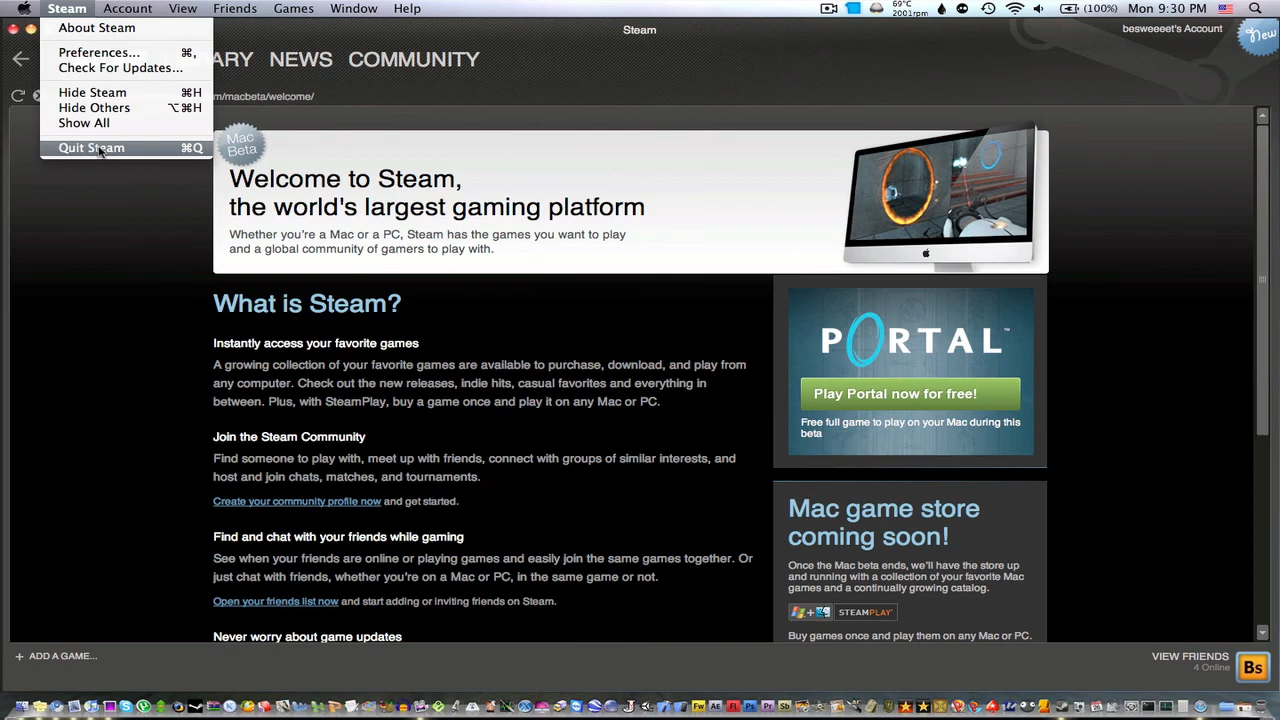 Steam Account View Friends Games Window Help 69°C 2001rpm (100%) Mon 9:30 PM
About Steam
Preferences... ⌘,
Check For Updates...
Hide Steam ⌘H
Hide Others ⌥⌘H
Show All
Quit Steam ⌘Q
Steam
besweeeet's Account
New
ARY NEWS COMMUNITY
m/macbeta/welcome/
Mac
Beta
Welcome to Steam,
the world's largest gaming platform
Whether you're a Mac or a PC, Steam has the games you want to play
and a global community of gamers to play with.
What is Steam?
Instantly access your favorite games
A growing collection of your favorite games are available to purchase, download, and play from
any computer. Check out the new releases, indie hits, casual favorites and everything in
between. Plus, with SteamPlay, buy a game once and play it on any Mac or PC.
Join the Steam Community
Find someone to play with, meet up with friends, connect with groups of similar interests, and
host and join chats, matches, and tournaments.
Create your community profile now and get started.
Find and chat with your friends while gaming
See when your friends are online or playing games and easily join the same games together. Or
just chat with friends, whether you're on a Mac or PC, in the same game or not.
Open your friends list now and start adding or inviting friends on Steam.
Never worry about game updates
PORTAL™
Play Portal now for free!
Free full game to play on your Mac during this
beta
Mac game store
coming soon!
Once the Mac beta ends, we'll have the store up
and running with a collection of your favorite Mac
games and a continually growing catalog.
+ STEAMPLAY
Buy games once and play them on any Mac or PC.
+ ADD A GAME...
VIEW FRIENDS
4 Online
Bs
Fw AE Fl Ps Pr Sb